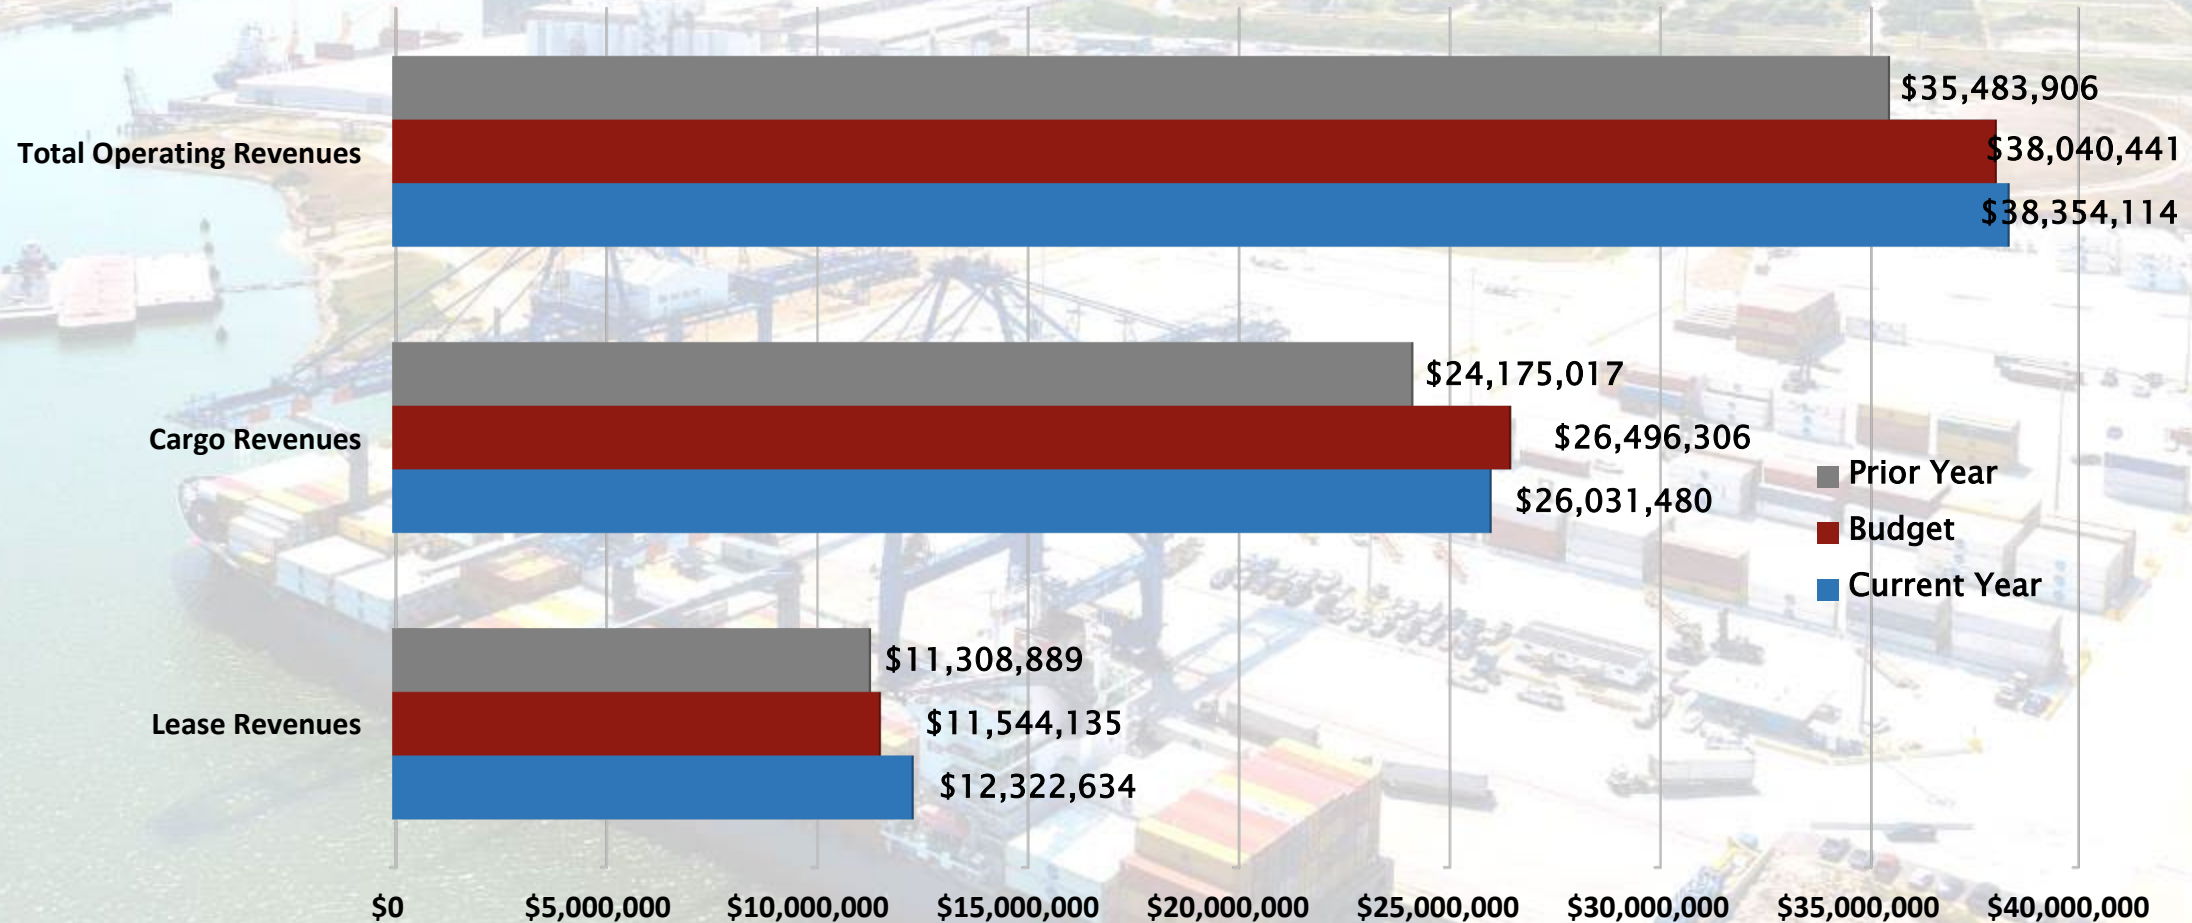 $35,483,906
Total Operating Revenues
$38,040,441
$38,354,114
$24,175,017
Cargo Revenues
$26,496,306
$26,031,480
Prior Year
Budget
Current Year
$11,308,889
Lease Revenues
$11,544,135
$12,322,634
$0 $5,000,000 $10,000,000 $15,000,000 $20,000,000 $25,000,000 $30,000,000 $35,000,000 $40,000,000